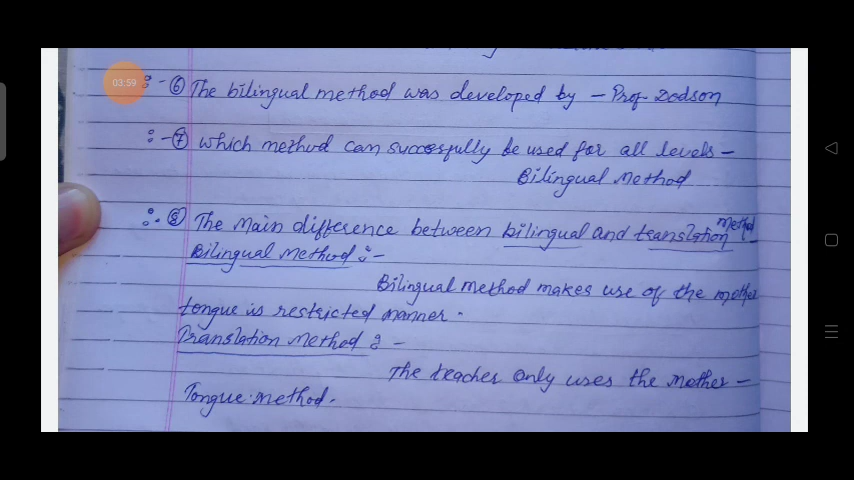 03:59
:- ⑥ The bilingual method was developed by - Prof Dodson
:- ⑦ which method can successfully be used for all levels -
Bilingual Method
:- ⑧ The Main difference between bilingual and translation method -
Bilingual Method :-
Bilingual method makes use of the mother
tongue is restricted manner.
Translation Method :-
The teacher only uses the Mother -
Tongue method.